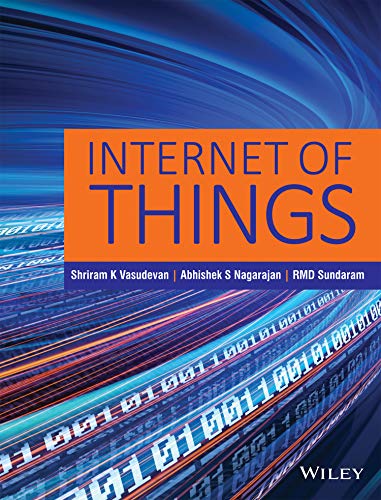 INTERNET OF
THINGS
Shriram K Vasudevan | Abhishek S Nagarajan | RMD Sundaram
WILEY